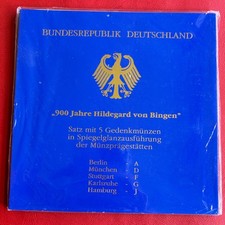 BUNDESREPUBLIK DEUTSCHLAND
„900 Jahre Hildegard von Bingen“
Satz mit 5 Gedenkmünzen
in Spiegelglanzausführung
der Münzprägestätten
Berlin - A
München - D
Stuttgart - F
Karlsruhe - G
Hamburg - J